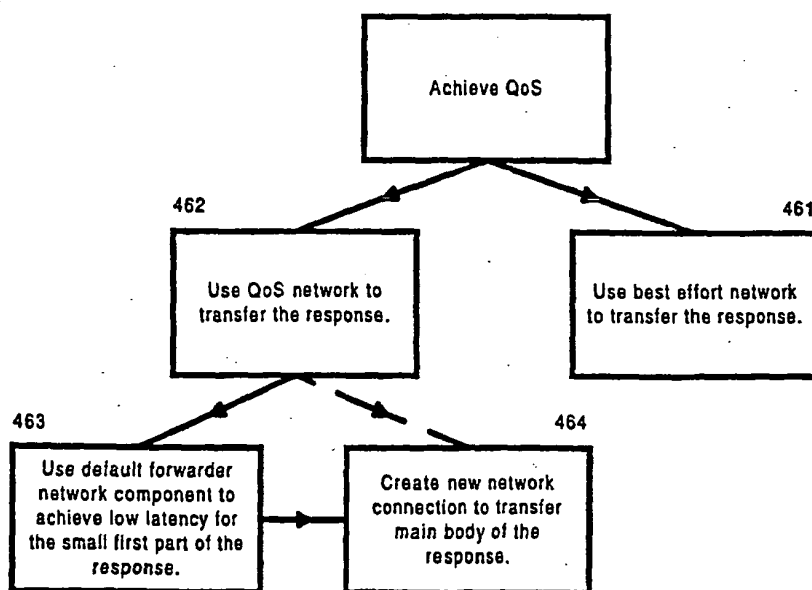 Achieve QoS
462
461
Use QoS network to
transfer the response.
Use best effort network
to transfer the response.
463
464
Use default forwarder
network component to
achieve low latency for
the small first part of the
response.
Create new network
connection to transfer
main body of the
response.